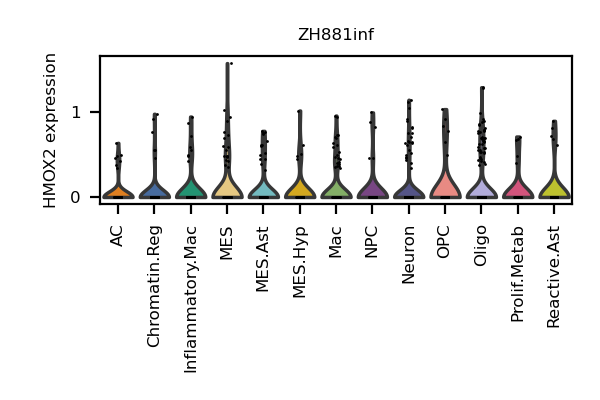 ZH881inf
HMOX2 expression
1
0
AC
Chromatin.Reg
Inflammatory.Mac
MES
MES.Ast
MES.Hyp
Mac
NPC
Neuron
OPC
Oligo
Prolif.Metab
Reactive.Ast